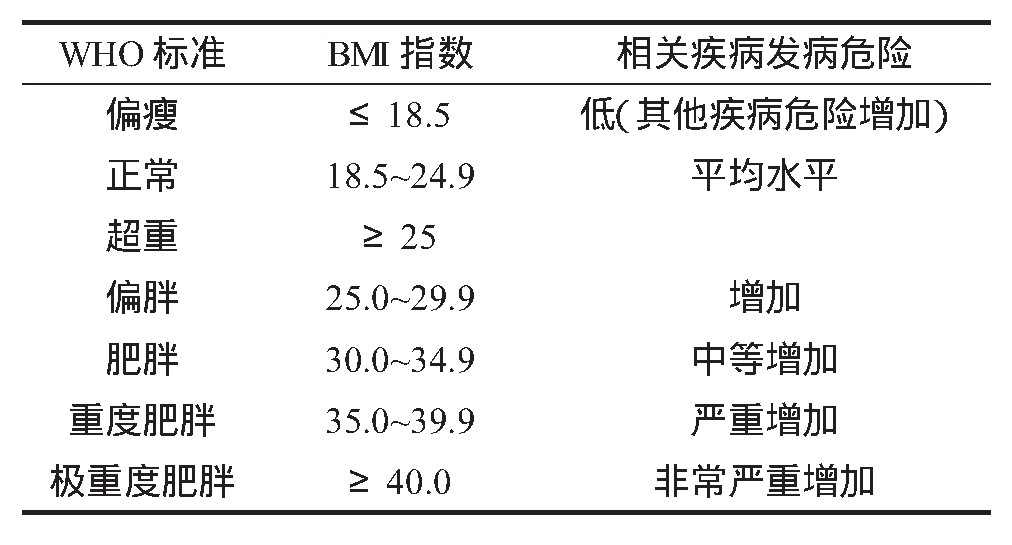 WHO 标准 BMI 指数 相关疾病发病危险
偏瘦 ≤ 18.5 低(其他疾病危险增加)
正常 18.5~24.9 平均水平
超重 ≥ 25
偏胖 25.0~29.9 增加
肥胖 30.0~34.9 中等增加
重度肥胖 35.0~39.9 严重增加
极重度肥胖 ≥ 40.0 非常严重增加